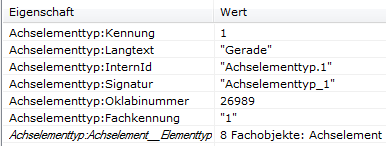 Eigenschaft Wert
Achselementtyp:Kennung 1
Achselementtyp:Langtext "Gerade"
Achselementtyp:InternId "Achselementtyp.1"
Achselementtyp:Signatur "Achselementtyp_1"
Achselementtyp:Oklabinummer 26989
Achselementtyp:Fachkennung "1"
Achselementtyp:Achselement__Elementtyp 8 Fachobjekte: Achselement